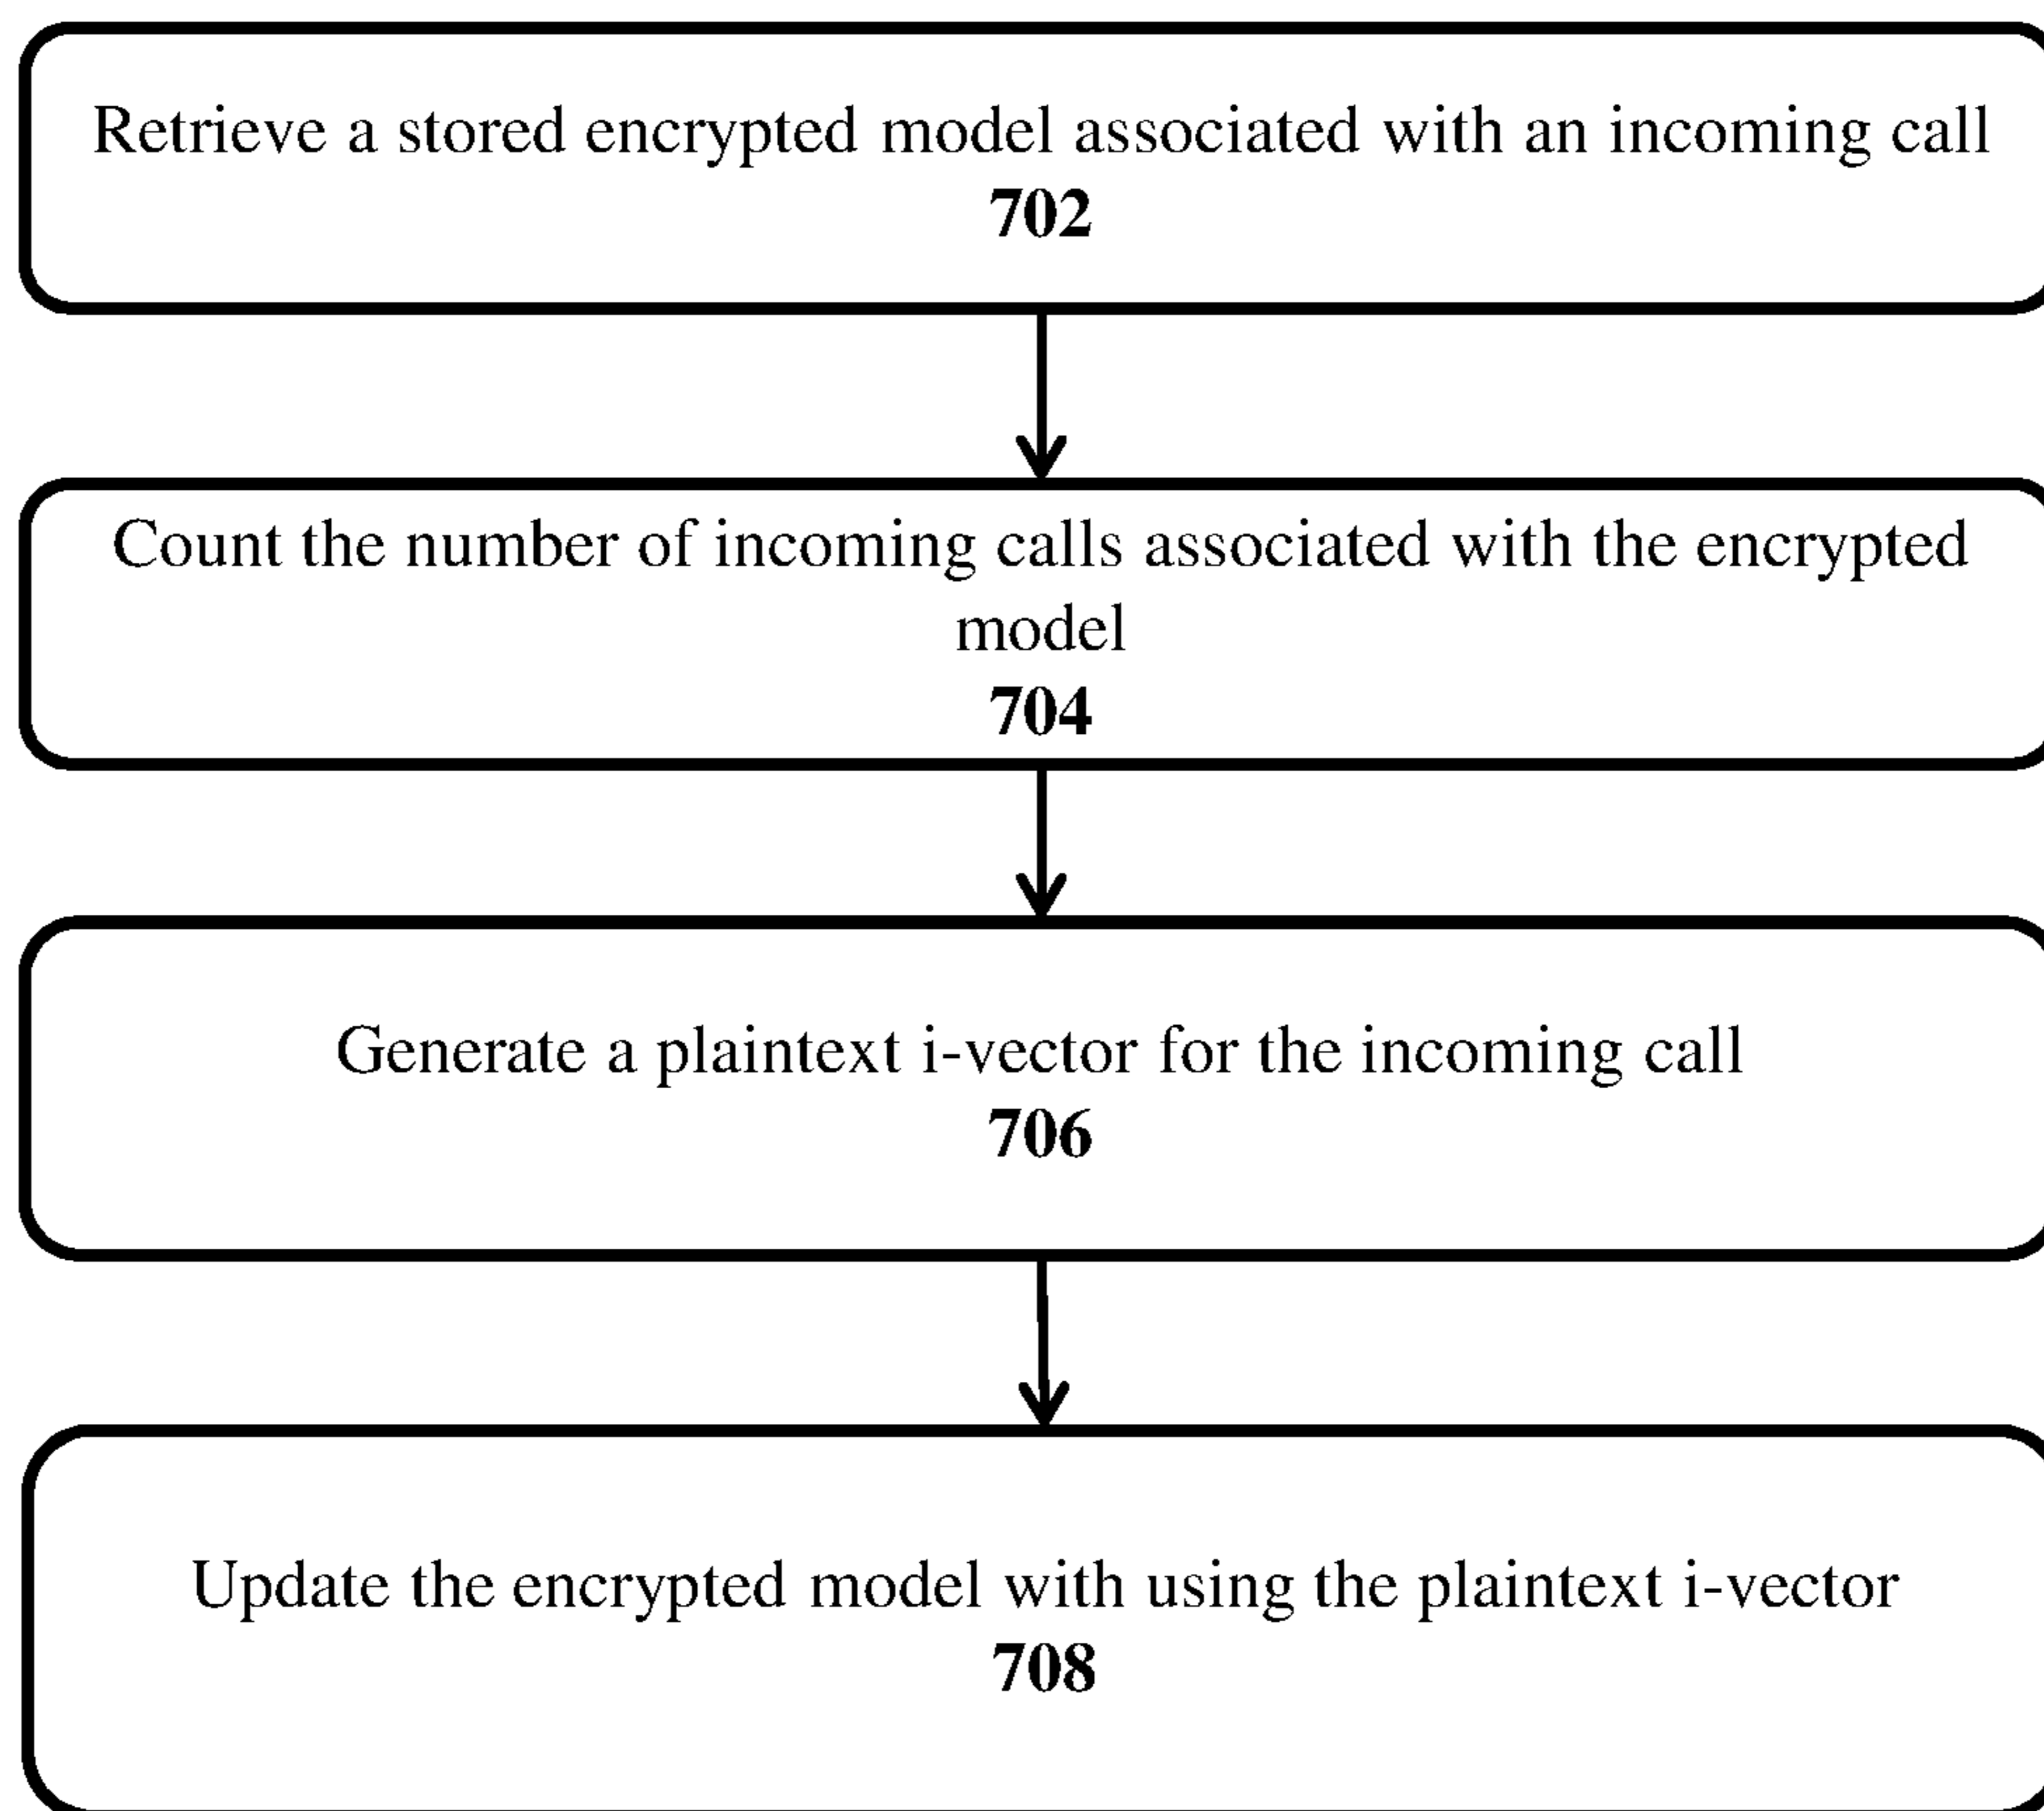 Retrieve a stored encrypted model associated with an incoming call
702
Count the number of incoming calls associated with the encrypted
model
704
Generate a plaintext i-vector for the incoming call
706
Update the encrypted model with using the plaintext i-vector
708